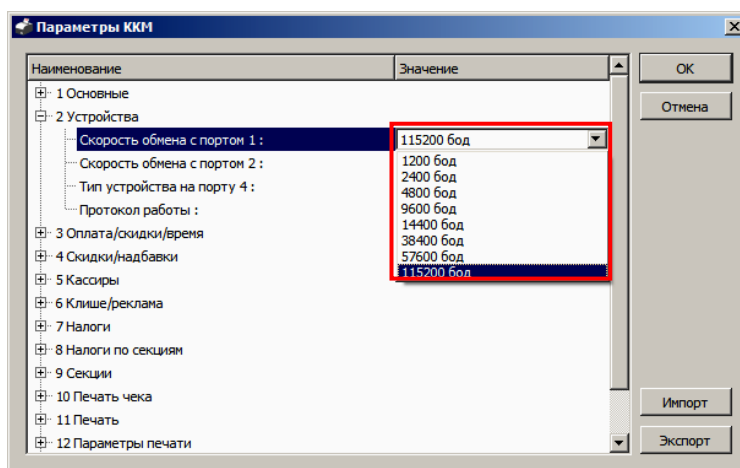 Параметры ККМ
Наименование Значение
ОК
Отмена
1 Основные
2 Устройства
Скорость обмена с портом 1 : 115200 бод
Скорость обмена с портом 2 :
Тип устройства на порту 4 :
Протокол работы :
1200 бод
2400 бод
4800 бод
9600 бод
14400 бод
38400 бод
57600 бод
115200 бод
3 Оплата/скидки/время
4 Скидки/надбавки
5 Кассиры
6 Клише/реклама
7 Налоги
8 Налоги по секциям
9 Секции
10 Печать чека
11 Печать
12 Параметры печати
Импорт
Экспорт